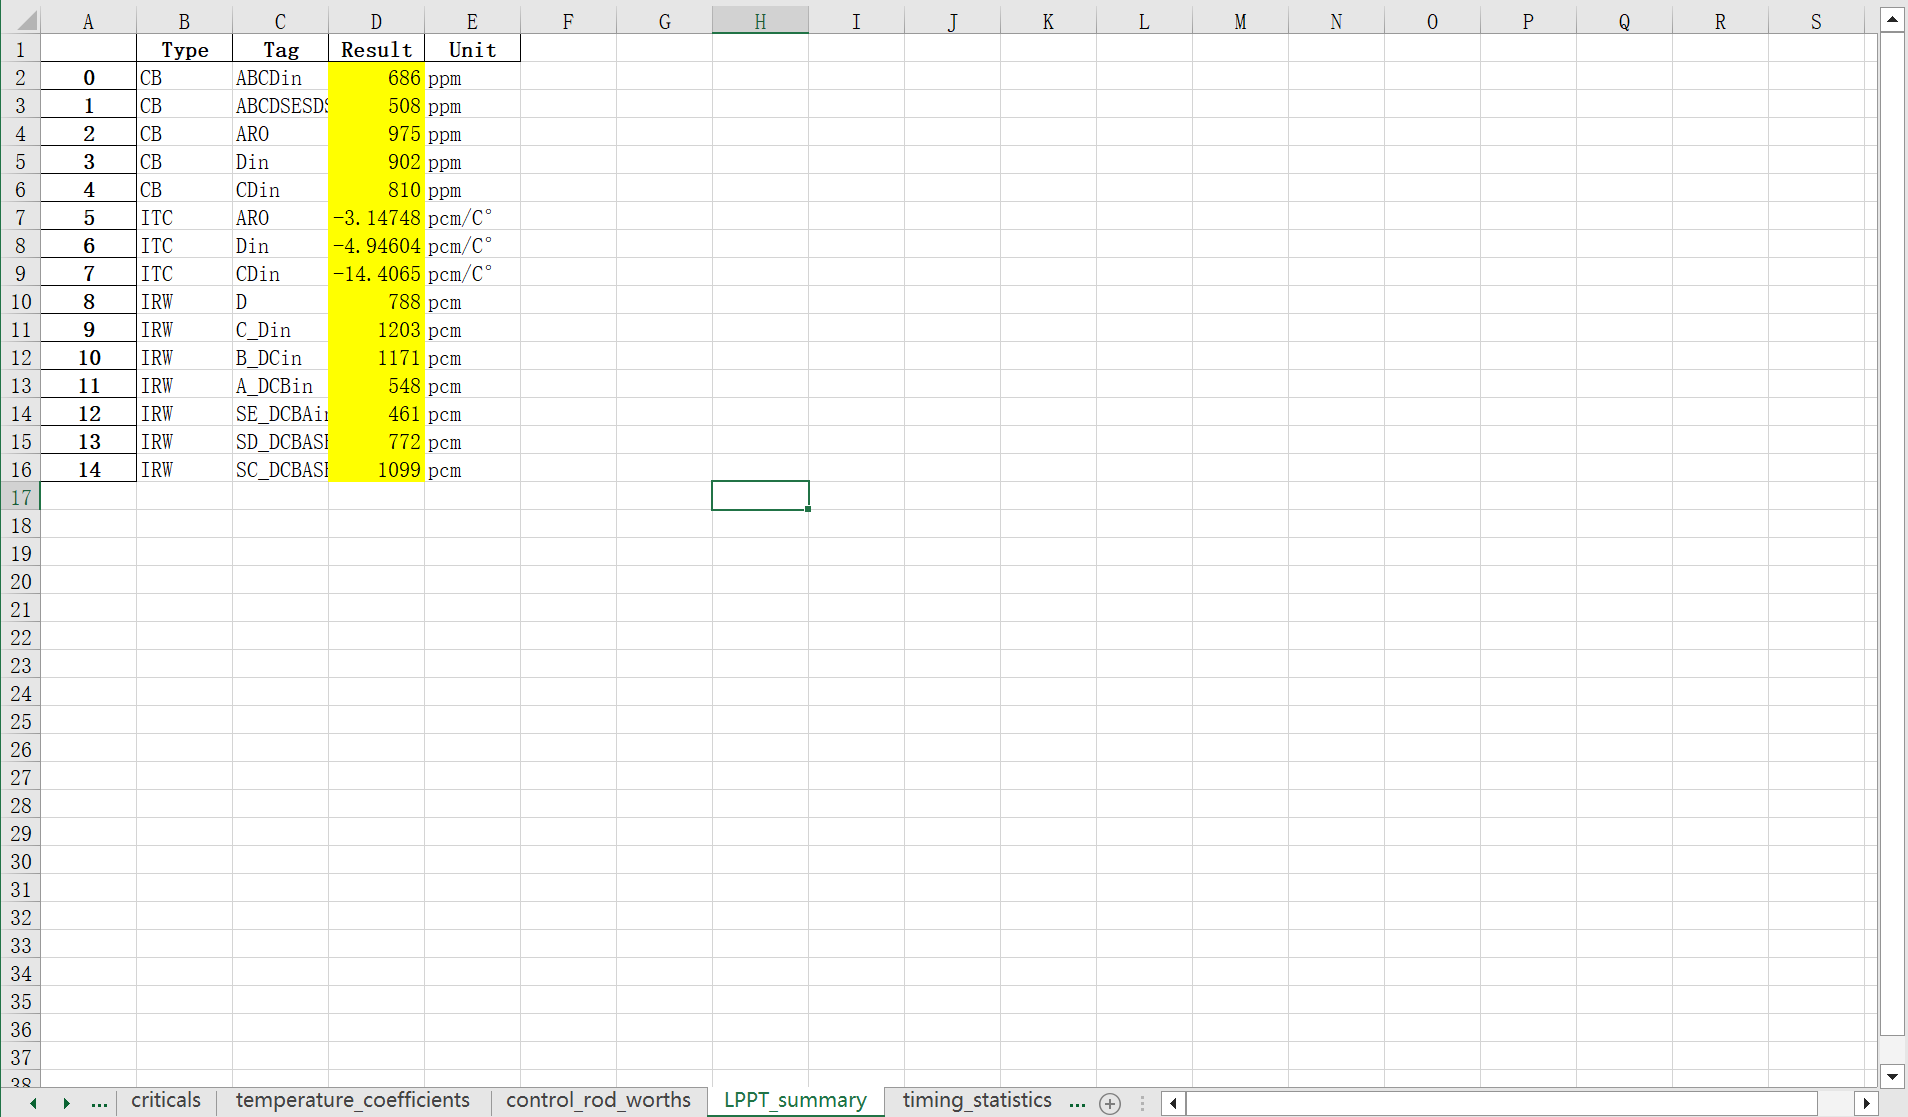 A B C D E F G H I J K L M N O P Q R S
1 Type Tag Result Unit
2 0 CB ABCDin 686 ppm
3 1 CB ABCDSESDS 508 ppm
4 2 CB ARO 975 ppm
5 3 CB Din 902 ppm
6 4 CB CDin 810 ppm
7 5 ITC ARO -3.14748 pcm/C°
8 6 ITC Din -4.94604 pcm/C°
9 7 ITC CDin -14.4065 pcm/C°
10 8 IRW D 788 pcm
11 9 IRW C_Din 1203 pcm
12 10 IRW B_DCin 1171 pcm
13 11 IRW A_DCBin 548 pcm
14 12 IRW SE_DCBAin 461 pcm
15 13 IRW SD_DCBASE 772 pcm
16 14 IRW SC_DCBASE 1099 pcm
17
18
19
20
21
22
23
24
25
26
27
28
29
30
31
32
33
34
35
36
37
38
... criticals temperature_coefficients control_rod_worths LPPT_summary timing_statistics ...